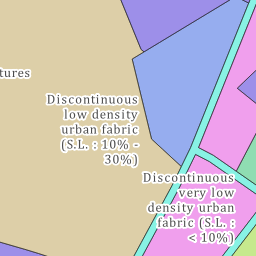 tures
Discontinuous
low density
urban fabric
(S.L. : 10% -
30%)
Discontinuous
very low
density urban
fabric (S.L. :
< 10%)